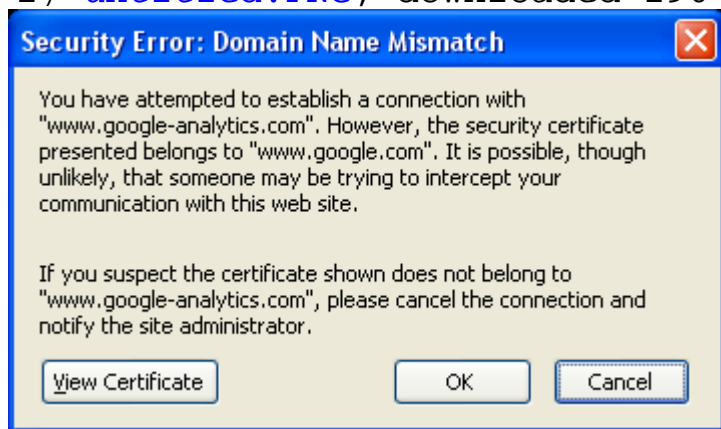 Security Error: Domain Name Mismatch
You have attempted to establish a connection with
"www.google-analytics.com". However, the security certificate
presented belongs to "www.google.com". It is possible, though
unlikely, that someone may be trying to intercept your
communication with this web site.
If you suspect the certificate shown does not belong to
"www.google-analytics.com", please cancel the connection and
notify the site administrator.
View Certificate
OK
Cancel